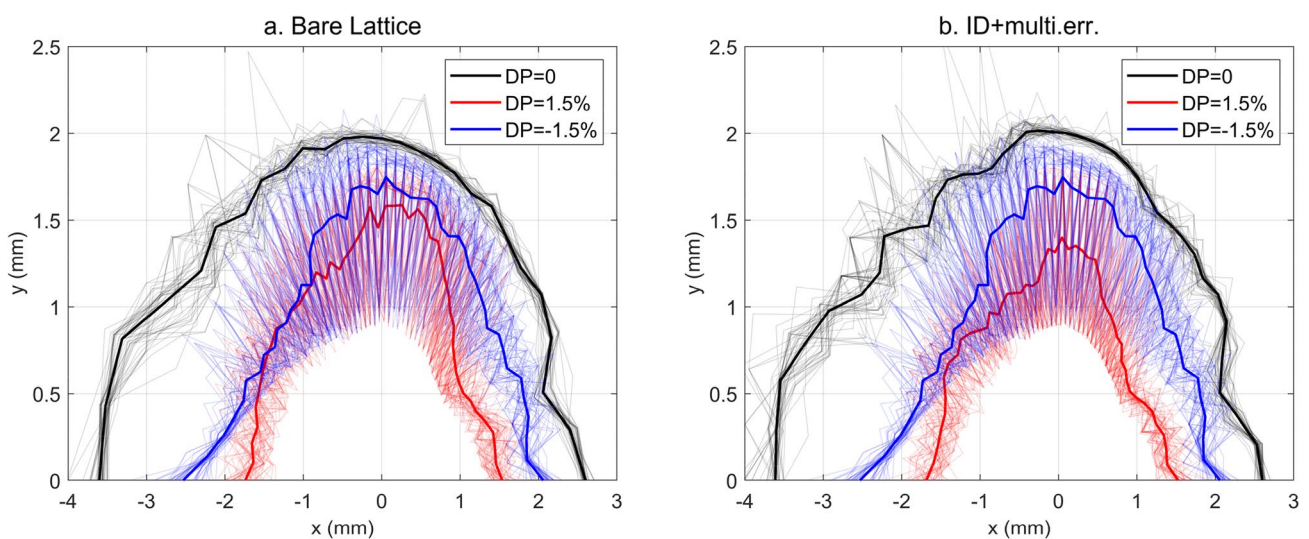 a. Bare Lattice
2.5
2
1.5
1
0.5
0
-4 -3 -2 -1 0 1 2 3
x (mm)
y (mm)
DP=0
DP=1.5%
DP=-1.5%
b. ID+multi.err.
2.5
2
1.5
1
0.5
0
-4 -3 -2 -1 0 1 2 3
x (mm)
y (mm)
DP=0
DP=1.5%
DP=-1.5%